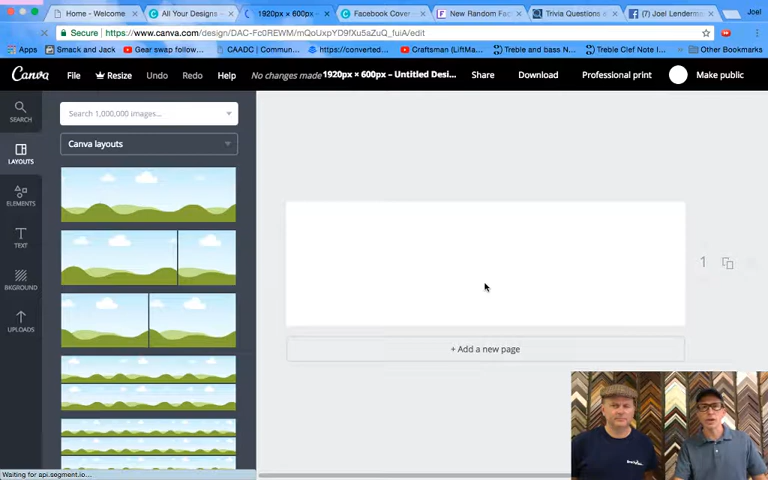 Home - Welcome
All Your Designs -
1920px × 600px –
Facebook Cover
New Random Fac
Trivia Questions
(7) Joel Lenderma
Joel
https://www.canva.com/design/DAC-Fc0REWM/mQoUxpYD9fXu5aZuQ_fuiA/edit
Apps
Smack and Jack
Gear swap follow...
CAADC | Commun...
https://converted...
Craftsman (LiftMa...
Treble and bass N...
Treble Clef Note I...
Other Bookmarks
Canva
File
Resize
Undo
Redo
Help
No changes made
1920px × 600px – Untitled Desi...
Share
Download
Professional print
Make public
SEARCH
Search 1,000,000 images...
LAYOUTS
Canva layouts
ELEMENTS
TEXT
BKGROUND
UPLOADS
1
+ Add a new page
Waiting for api.segment.io...